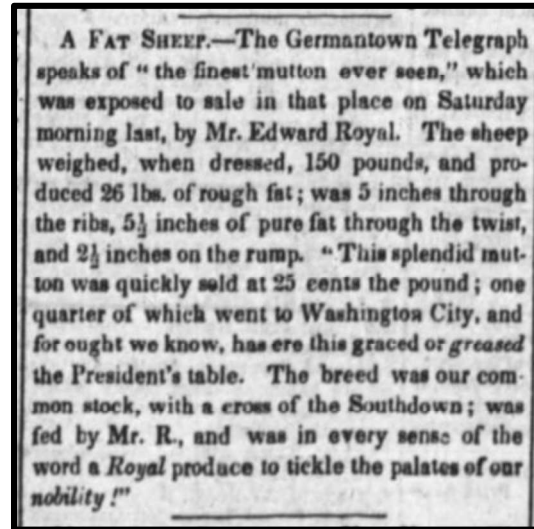 A FAT SHEEP.—The Germantown Telegraph
speaks of "the finest mutton ever seen," which
was exposed to sale in that place on Saturday
morning last, by Mr. Edward Royal. The sheep
weighed, when dressed, 150 pounds, and pro-
duced 26 lbs. of rough fat; was 5 inches through
the ribs, 5½ inches of pure fat through the twist,
and 2½ inches on the rump. "This splendid mut-
ton was quickly sold at 25 cents the pound; one
quarter of which went to Washington City, and
for ought we know, has ere this graced or greased
the President's table. The breed was our com-
mon stock, with a cross of the Southdown; was
fed by Mr. R., and was in every sense of the
word a Royal produce to tickle the palates of our
nobility!"